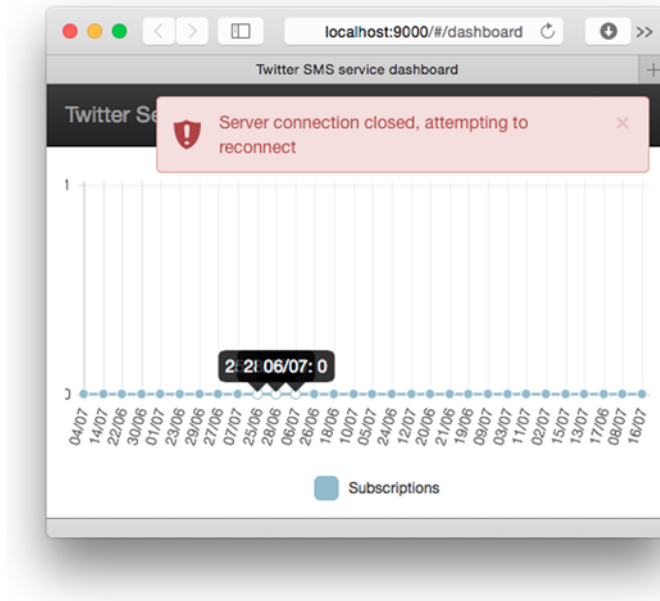 localhost:9000/#/dashboard
Twitter SMS service dashboard
Twitter
Server connection closed, attempting to
reconnect
1
28 06/07: 0
0
04/07 14/07 22/06 30/06 01/07 23/06 29/06 27/06 07/07 25/06 28/06 06/07 26/06 18/06 10/07 05/07 24/06 12/07 20/06 21/06 19/06 09/07 03/07 11/07 02/07 15/07 13/07 17/06 08/07 16/07
Subscriptions